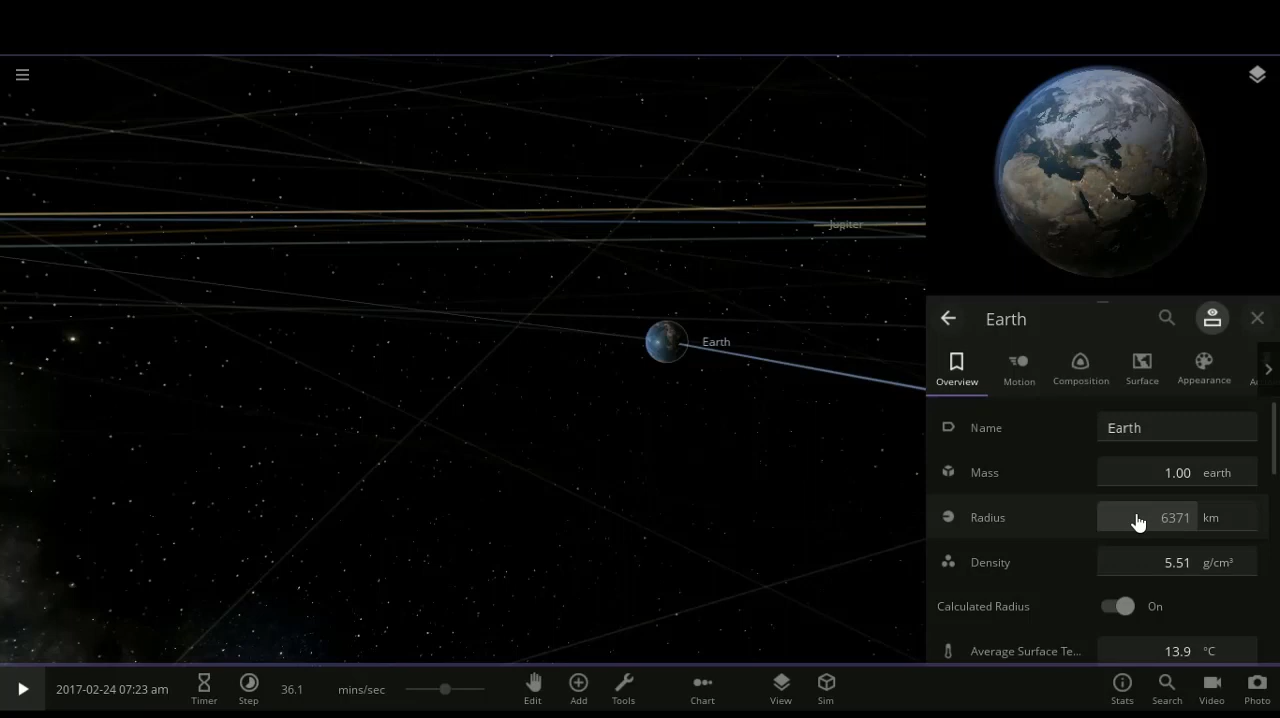 Jupiter
Earth
Earth
Overview
Motion
Composition
Surface
Appearance
Name Earth
Mass 1.00 earth
Radius 6371 km
Density 5.51 g/cm³
Calculated Radius On
Average Surface Te... 13.9 °C
2017-02-24 07:23 am
Timer
Step
36.1 mins/sec
Edit
Add
Tools
Chart
View
Sim
Stats
Search
Video
Photo